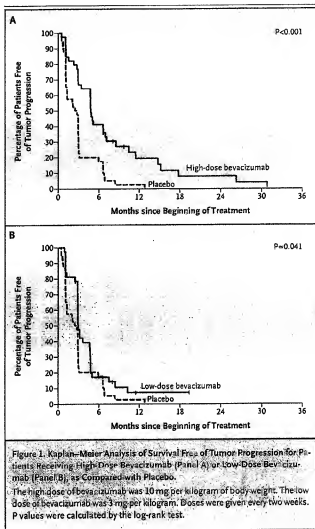 A
P<0.001
Percentage of Patients Free
of Tumor Progression
100
90
80
70
60
50
40
30
20
10
0
High-dose bevacizumab
Placebo
0 6 12 18 24 30 36
Months since Beginning of Treatment
B
P=0.041
Percentage of Patients Free
of Tumor Progression
100
90
80
70
60
50
40
30
20
10
0
Low-dose bevacizumab
Placebo
0 6 12 18 24 30 36
Months since Beginning of Treatment
Figure 1. Kaplan–Meier Analysis of Survival Free of Tumor Progression for Pa-
tients Receiving High-Dose Bevacizumab (Panel A) or Low-Dose Bevacizu-
mab (Panel B), as Compared with Placebo.
The high dose of bevacizumab was 10 mg per kilogram of body weight. The low
dose of bevacizumab was 3 mg per kilogram. Doses were given every two weeks.
P values were calculated by the log-rank test.